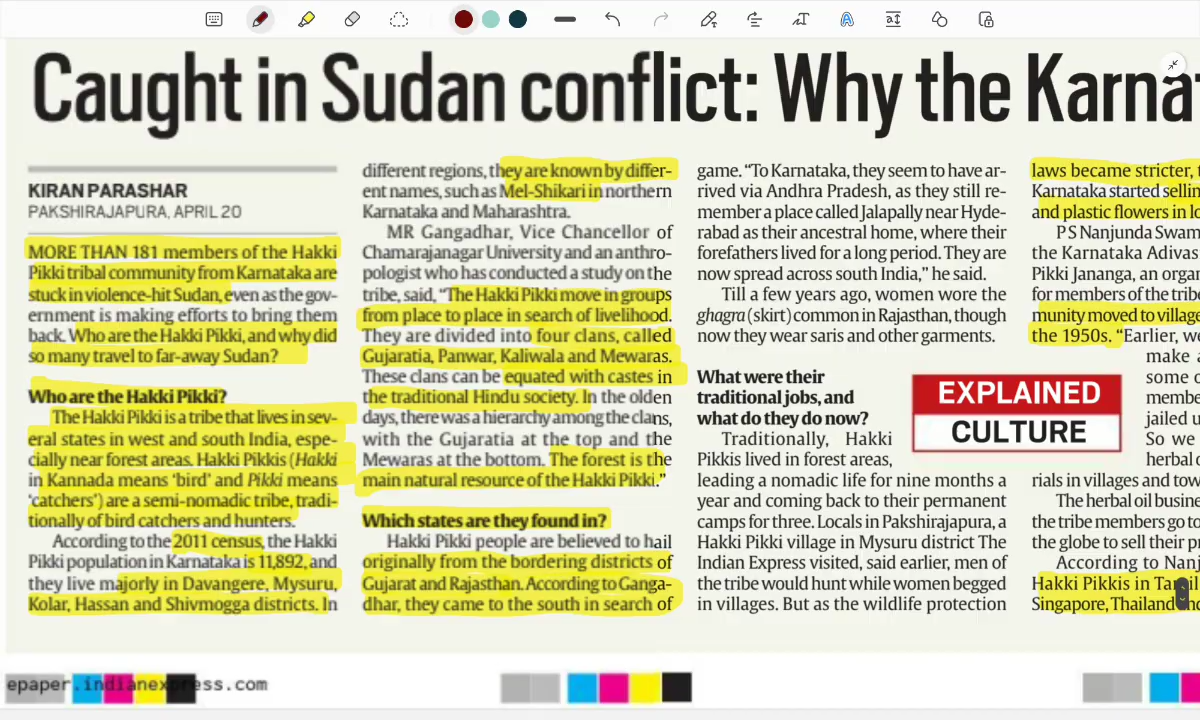 Caught in Sudan conflict: Why the Karna
KIRAN PARASHAR
PAKSHIRAJAPURA, APRIL 20
MORE THAN 181 members of the Hakki
Pikki tribal community from Karnataka are
stuck in violence-hit Sudan, even as the gov-
ernment is making efforts to bring them
back. Who are the Hakki Pikki, and why did
so many travel to far-away Sudan?
Who are the Hakki Pikki?
The Hakki Pikki is a tribe that lives in sev-
eral states in west and south India, espe-
cially near forest areas. Hakki Pikkis (Hakki
in Kannada means 'bird' and Pikki means
'catchers') are a semi-nomadic tribe, tradi-
tionally of bird catchers and hunters.
According to the 2011 census, the Hakki
Pikki population in Karnataka is 11,892, and
they live majorly in Davangere, Mysuru,
Kolar, Hassan and Shivmogga districts. In
different regions, they are known by differ-
ent names, such as Mel-Shikari in northern
Karnataka and Maharashtra.
MR Gangadhar, Vice Chancellor of
Chamarajanagar University and an anthro-
pologist who has conducted a study on the
tribe, said, "The Hakki Pikki move in groups
from place to place in search of livelihood.
They are divided into four clans, called
Gujaratia, Panwar, Kaliwala and Mewaras.
These clans can be equated with castes in
the traditional Hindu society. In the olden
days, there was a hierarchy among the clans,
with the Gujaratia at the top and the
Mewaras at the bottom. The forest is the
main natural resource of the Hakki Pikki."
Which states are they found in?
Hakki Pikki people are believed to hail
originally from the bordering districts of
Gujarat and Rajasthan. According to Ganga-
dhar, they came to the south in search of
game. "To Karnataka, they seem to have ar-
rived via Andhra Pradesh, as they still re-
member a place called Jalapally near Hyde-
rabad as their ancestral home, where their
forefathers lived for a long period. They are
now spread across south India," he said.
Till a few years ago, women wore the
ghagra (skirt) common in Rajasthan, though
now they wear saris and other garments.
What were their
traditional jobs, and
what do they do now?
Traditionally, Hakki
Pikkis lived in forest areas,
leading a nomadic life for nine months a
year and coming back to their permanent
camps for three. Locals in Pakshirajapura, a
Hakki Pikki village in Mysuru district The
Indian Express visited, said earlier, men of
the tribe would hunt while women begged
in villages. But as the wildlife protection
EXPLAINED
CULTURE
laws became stricter,
Karnataka started sellin
and plastic flowers in lo
P S Nanjunda Swam
the Karnataka Adivas
Pikki Jananga, an organ
for members of the tribe
munity moved to village
the 1950s. "Earlier, we
make a
some c
membe
jailed u
So we
herbal o
rials in villages and tow
The herbal oil busine
the tribe members go to
the globe to sell their pr
According to Nanj
Hakki Pikkis in Tamil
Singapore, Thailand
epaper.indianexpress.com